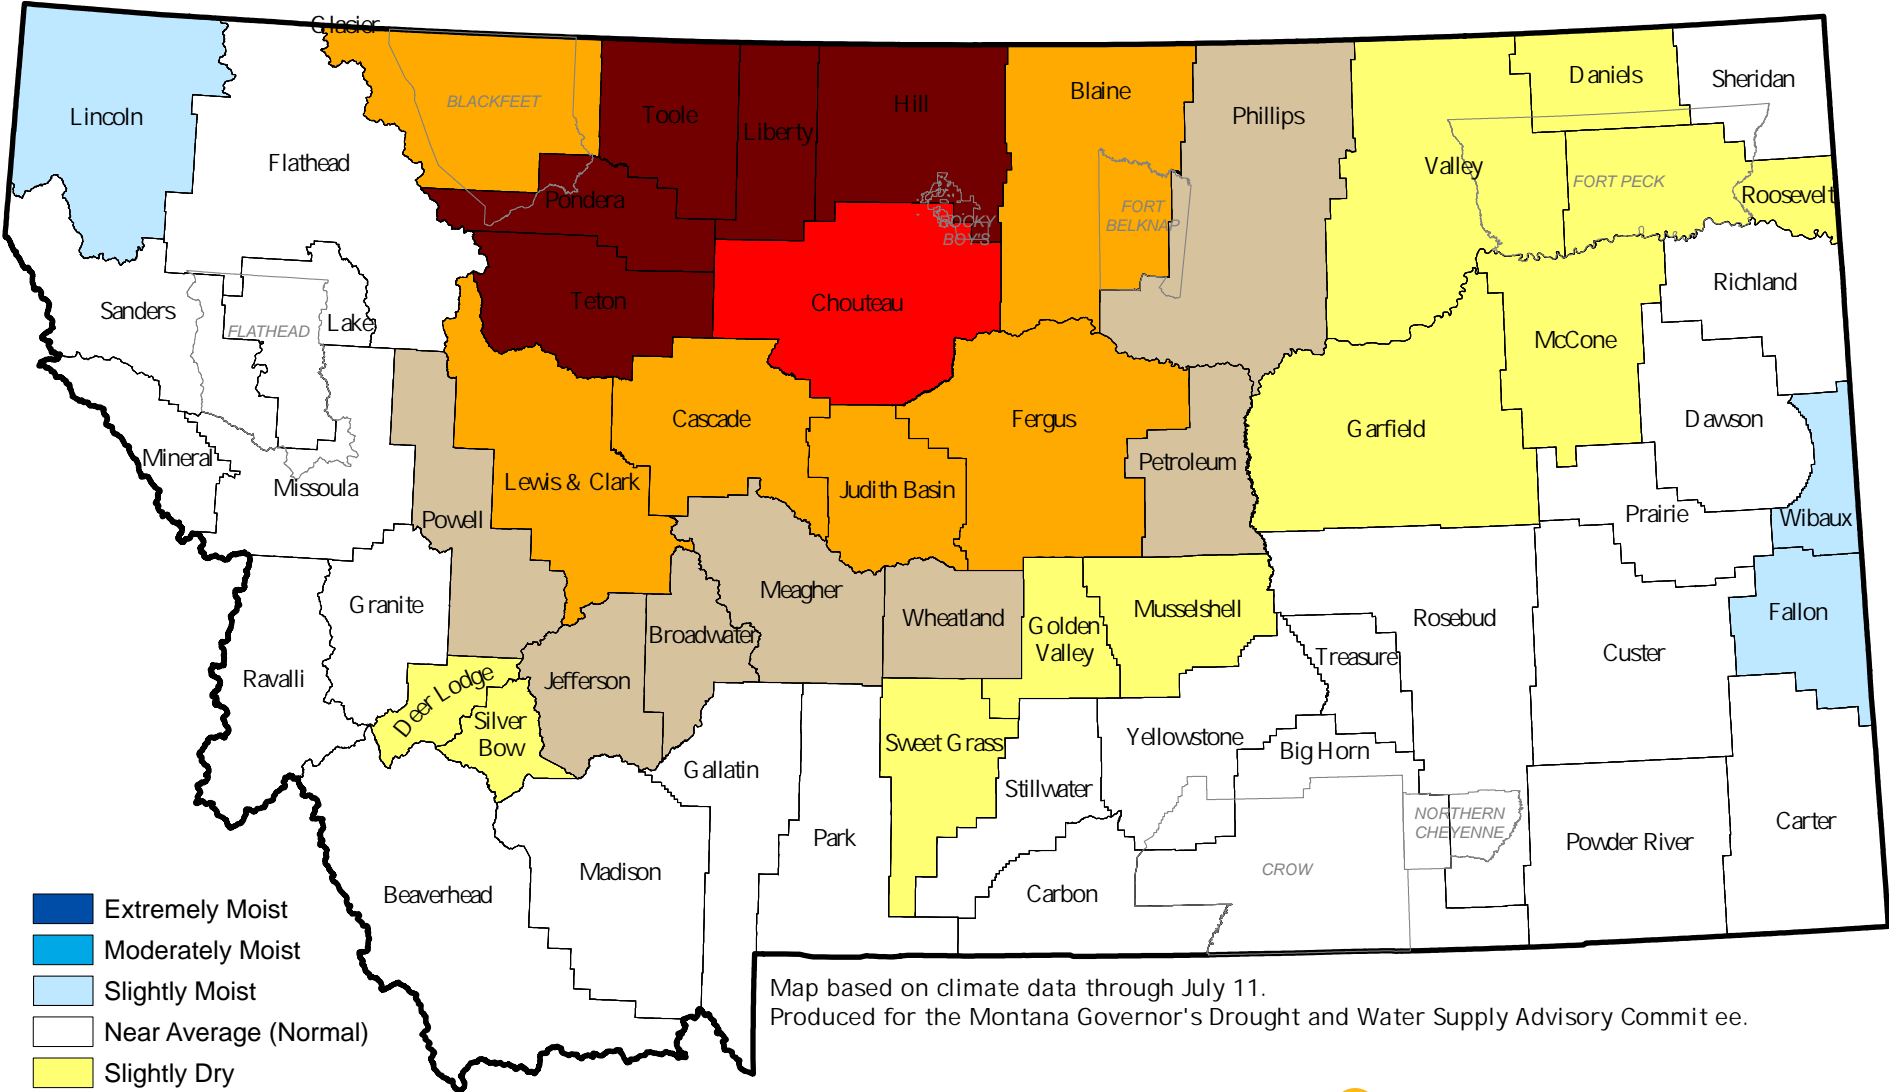 Glacier
Lincoln
Flathead
BLACKFEET
Toole
Liberty
Hill
Blaine
Phillips
Daniels
Sheridan
Valley
FORT PECK
Roosevelt
Pondera
ROCKY
BOY'S
FORT
BELKNAP
Sanders
FLATHEAD
Lake
Teton
Chouteau
Richland
McCone
Cascade
Fergus
Garfield
Dawson
Mineral
Missoula
Lewis & Clark
Judith Basin
Petroleum
Powell
Prairie
Wibaux
Granite
Meagher
Wheatland
Golden
Valley
Musselshell
Rosebud
Fallon
Broadwater
Ravalli
Jefferson
Treasure
Custer
Deer Lodge
Silver
Bow
Sweet Grass
Yellowstone
Big Horn
Gallatin
Stillwater
NORTHERN
CHEYENNE
Park
Carter
Powder River
Madison
Beaverhead
CROW
Carbon
Extremely Moist
Moderately Moist
Slightly Moist
Near Average (Normal)
Slightly Dry
Map based on climate data through July 11.
Produced for the Montana Governor's Drought and Water Supply Advisory Commit ee.